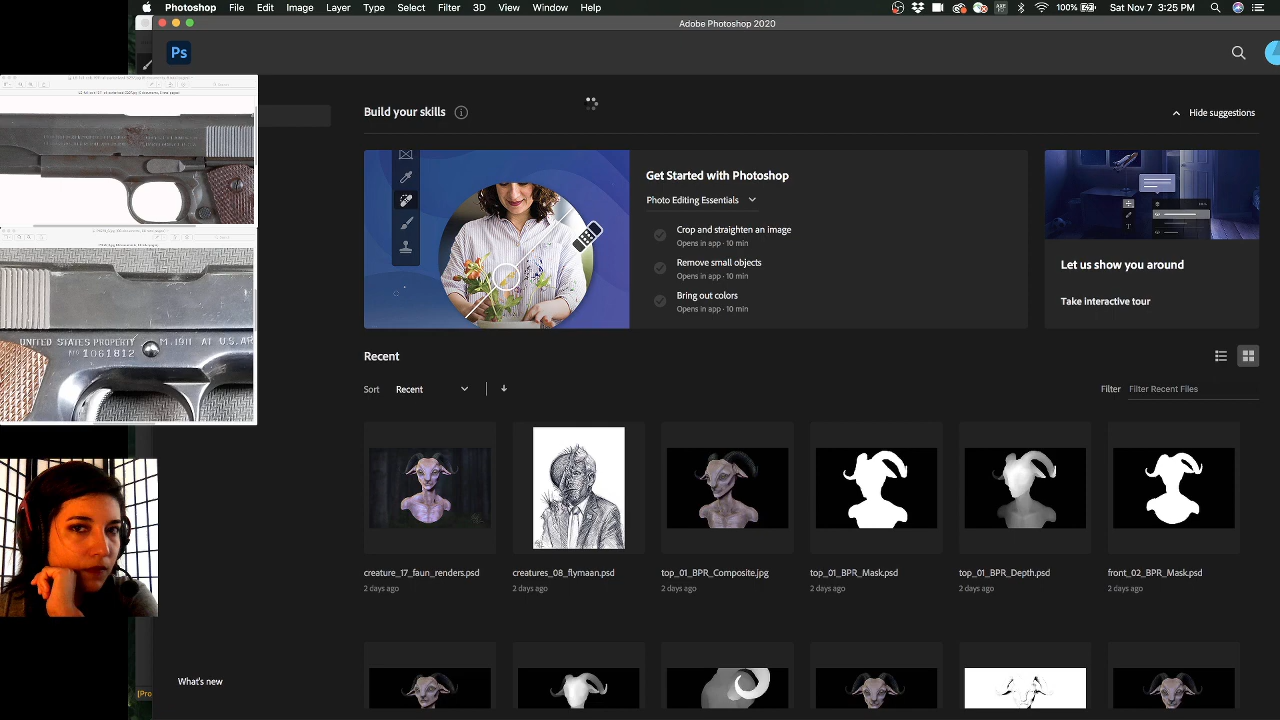 Photoshop File Edit Image Layer Type Select Filter 3D View Window Help 100% Sat Nov 7 3:25 PM
Adobe Photoshop 2020
Ps
Build your skills
Hide suggestions
Get Started with Photoshop
Photo Editing Essentials
Crop and straighten an image
Opens in app · 10 min
Remove small objects
Opens in app · 10 min
Bring out colors
Opens in app · 10 min
Let us show you around
Take interactive tour
UNITED STATES PROPERTY M.1911 A1 U.S.AR
No 1061812
Recent
Sort Recent
Filter Filter Recent Files
creature_17_faun_renders.psd
2 days ago
creatures_08_flymaan.psd
2 days ago
top_01_BPR_Composite.jpg
2 days ago
top_01_BPR_Mask.psd
2 days ago
top_01_BPR_Depth.psd
2 days ago
front_02_BPR_Mask.psd
2 days ago
What's new
[Pro